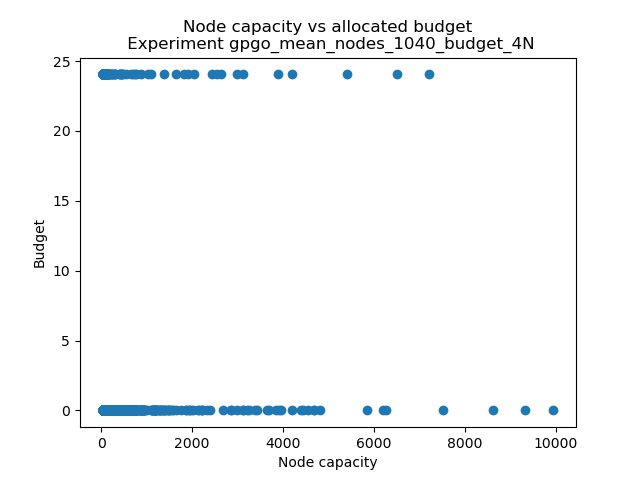 Node capacity vs allocated budget
Experiment gpgo_mean_nodes_1040_budget_4N
25
20
15
10
5
0
Budget
0 2000 4000 6000 8000 10000
Node capacity